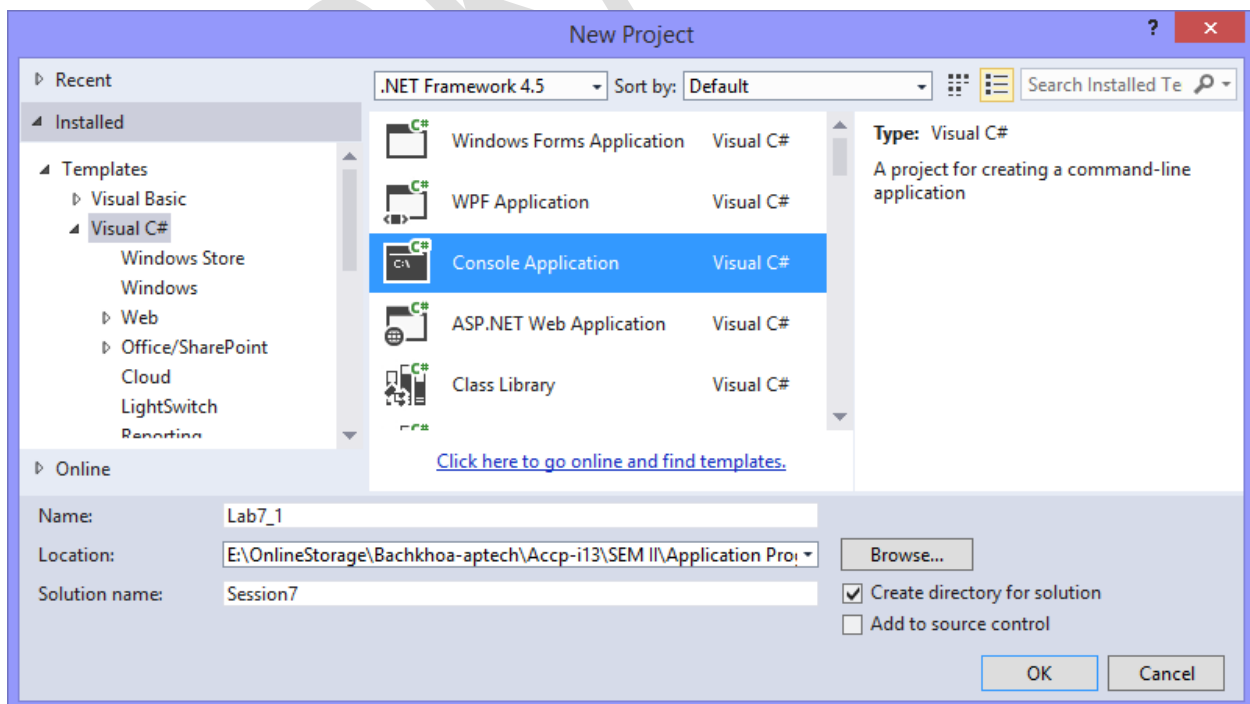 New Project
?
Recent
Installed
Templates
Visual Basic
Visual C#
Windows Store
Windows
Web
Office/SharePoint
Cloud
LightSwitch
Reporting
Online
.NET Framework 4.5
Sort by: Default
Search Installed Te
C# Windows Forms Application Visual C#
C# WPF Application Visual C#
C# C:\ Console Application Visual C#
C# ASP.NET Web Application Visual C#
C# Class Library Visual C#
C#
Click here to go online and find templates.
Type: Visual C#
A project for creating a command-line
application
Name: Lab7_1
Location: E:\OnlineStorage\Bachkhoa-aptech\Accp-i13\SEM II\Application Pro
Browse...
Solution name: Session7
Create directory for solution
Add to source control
OK Cancel